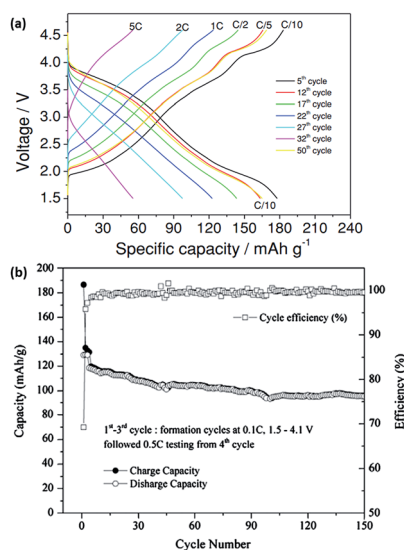 (a)
5C 2C 1C C/2 C/5 C/10
Voltage / V
4.5
4.0
3.5
3.0
2.5
2.0
1.5
5th cycle
12th cycle
17th cycle
22th cycle
27th cycle
32th cycle
50th cycle
C/10
0 30 60 90 120 150 180 210 240
Specific capacity / mAh g-1
(b)
Capacity (mAh/g)
200
180
160
140
120
100
80
60
40
20
0
Cycle efficiency (%)
1st-3rd cycle : formation cycles at 0.1C, 1.5 - 4.1 V
followed 0.5C testing from 4th cycle
Charge Capacity
Disharge Capacity
100
90
80
70
60
50
Efficiency (%)
0 30 60 90 120 150
Cycle Number